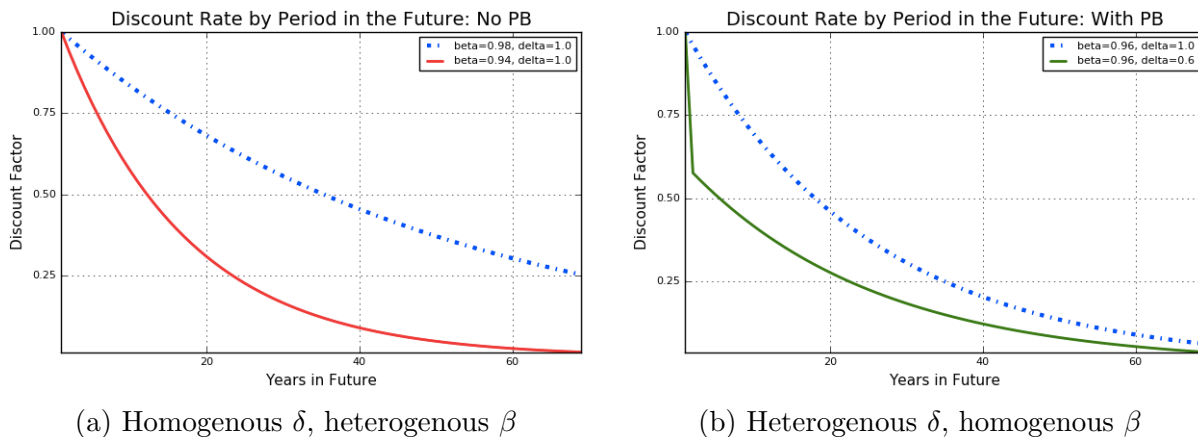 Discount Rate by Period in the Future: No PB
1.00
0.75
0.50
0.25
Discount Factor
beta=0.98, delta=1.0
beta=0.94, delta=1.0
20 40 60
Years in Future
(a) Homogenous δ, heterogenous β
Discount Rate by Period in the Future: With PB
1.00
0.75
0.50
0.25
Discount Factor
beta=0.96, delta=1.0
beta=0.96, delta=0.6
20 40 60
Years in Future
(b) Heterogenous δ, homogenous β